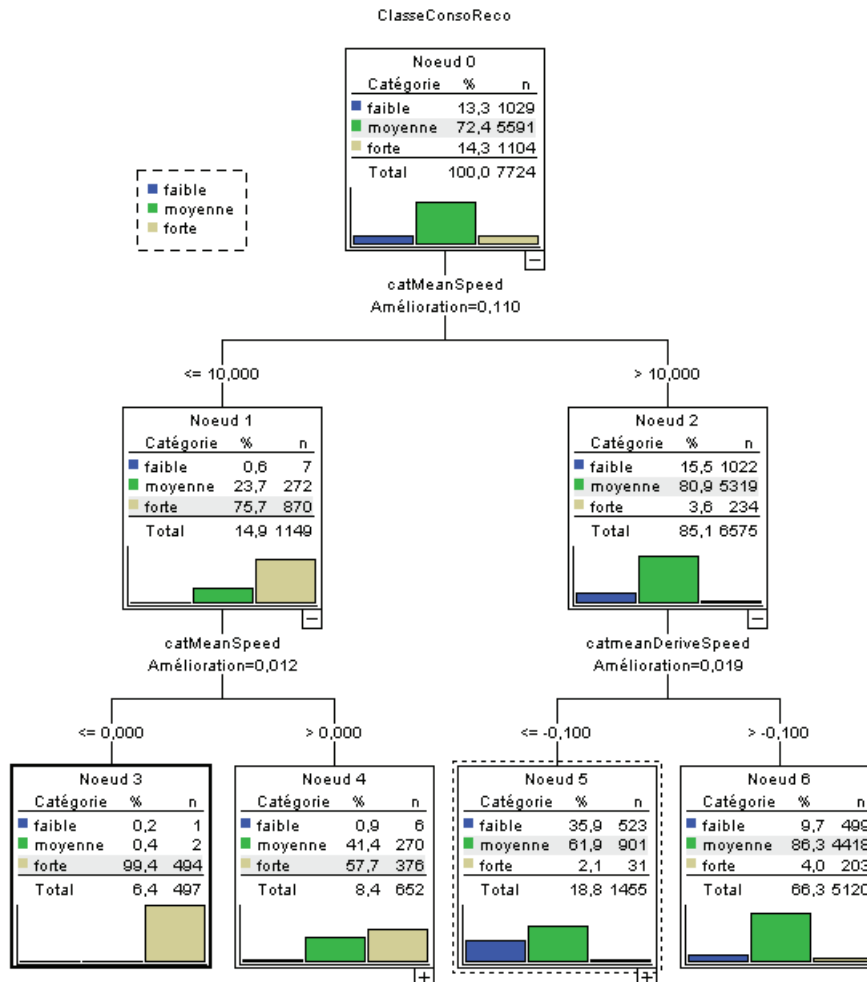 ClasseConsoReco
Noeud 0
Catégorie % n
faible 13,3 1029
moyenne 72,4 5591
forte 14,3 1104
Total 100,0 7724
faible
moyenne
forte
catMeanSpeed
Amélioration=0,110
<= 10,000
> 10,000
Noeud 1
Catégorie % n
faible 0,6 7
moyenne 23,7 272
forte 75,7 870
Total 14,9 1149
Noeud 2
Catégorie % n
faible 15,5 1022
moyenne 80,9 5319
forte 3,6 234
Total 85,1 6575
catMeanSpeed
Amélioration=0,012
catmeanDeriveSpeed
Amélioration=0,019
<= 0,000
> 0,000
<= -0,100
> -0,100
Noeud 3
Catégorie % n
faible 0,2 1
moyenne 0,4 2
forte 99,4 494
Total 6,4 497
Noeud 4
Catégorie % n
faible 0,9 6
moyenne 41,4 270
forte 57,7 376
Total 8,4 652
Noeud 5
Catégorie % n
faible 35,9 523
moyenne 61,9 901
forte 2,1 31
Total 18,8 1455
Noeud 6
Catégorie % n
faible 9,7 499
moyenne 86,3 4418
forte 4,0 203
Total 66,3 5120